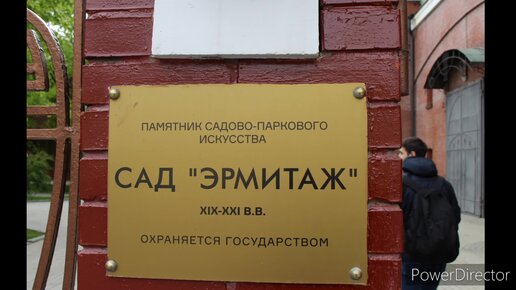 ПАМЯТНИК САДОВО-ПАРКОВОГО
ИСКУССТВА
САД "ЭРМИТАЖ"
XIX-XXI В.В.
ОХРАНЯЕТСЯ ГОСУДАРСТВОМ
PowerDirector